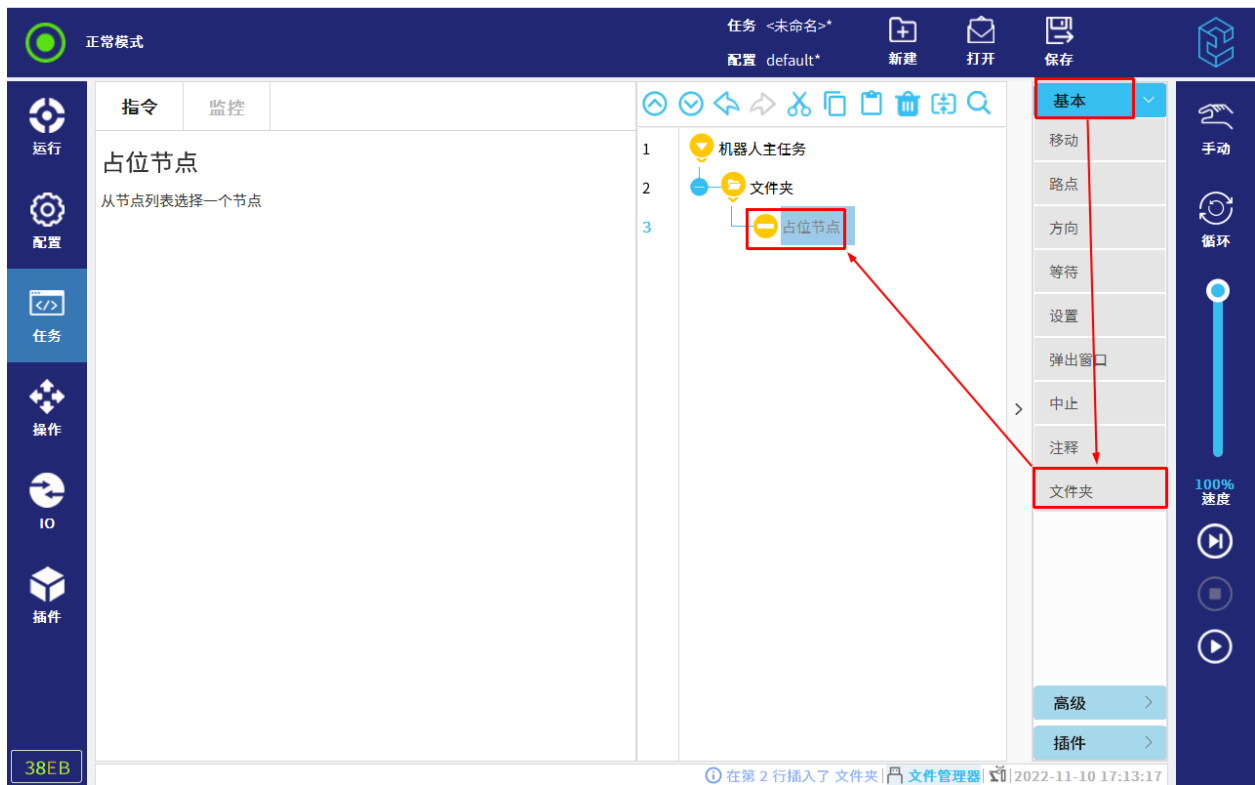 正常模式
任务 <未命名>*
配置 default*
新建
打开
保存
运行
配置
任务
操作
IO
插件
38EB
指令
监控
占位节点
从节点列表选择一个节点
1 机器人主任务
2 文件夹
3 占位节点
基本
移动
路点
方向
等待
设置
弹出窗口
中止
注释
文件夹
高级
插件
手动
循环
100%
速度
在第 2 行插入了 文件夹
文件管理器
2022-11-10 17:13:17